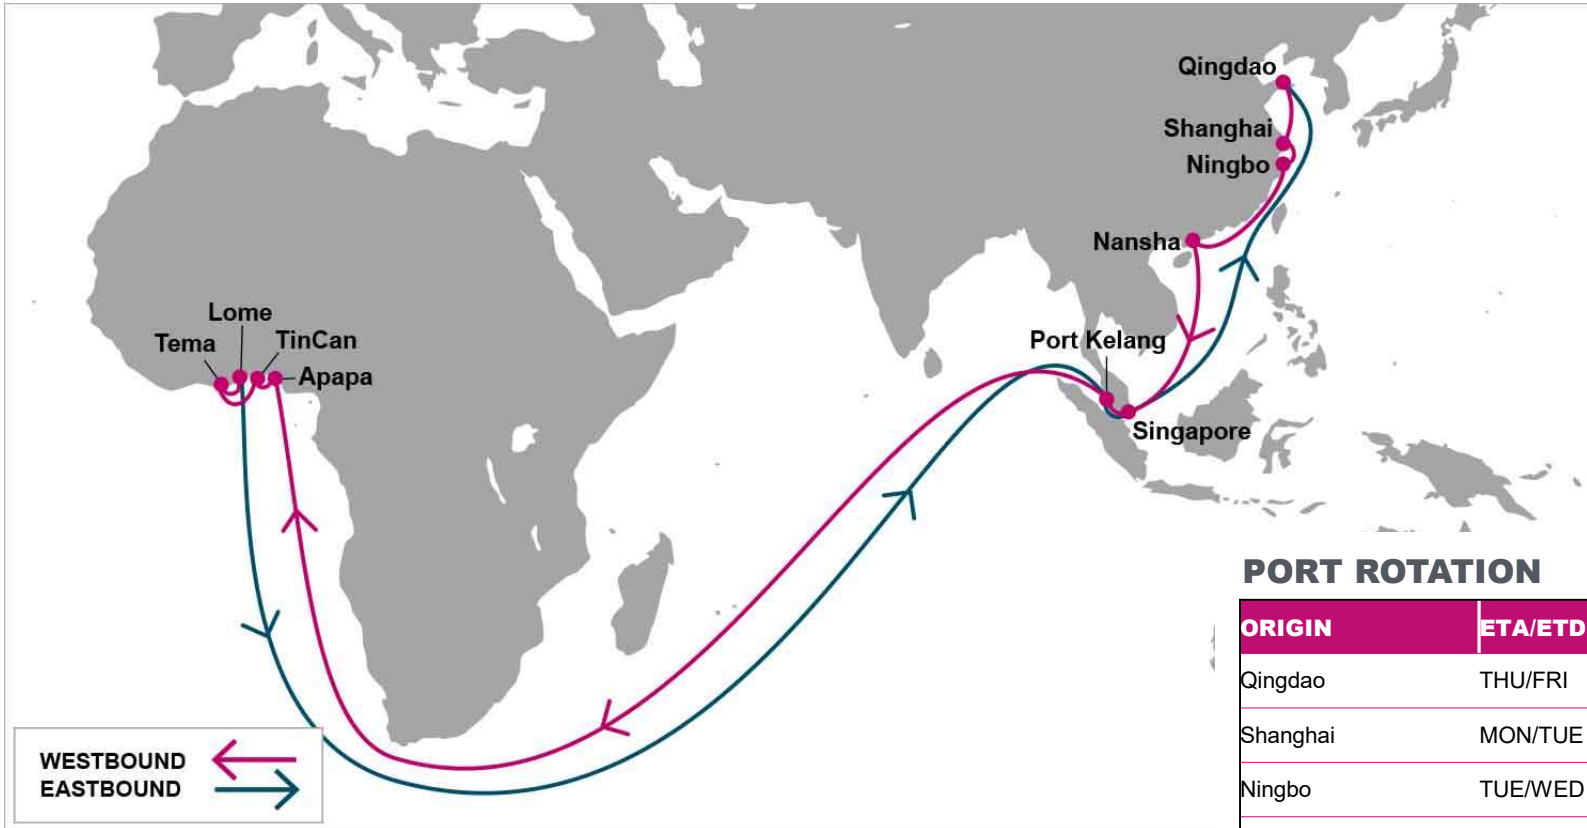 Qingdao
Shanghai
Ningbo
Nansha
Lome
Tema
TinCan
Apapa
Port Kelang
Singapore
WESTBOUND
EASTBOUND
PORT ROTATION
ORIGIN ETA/ETD
Qingdao THU/FRI
Shanghai MON/TUE
Ningbo TUE/WED